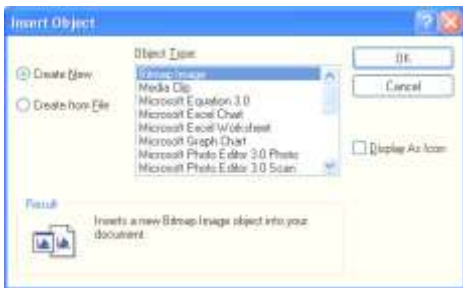 Insert Object
Object Type:
Create New
Create from File
Bitmap Image
Media Clip
Microsoft Equation 3.0
Microsoft Excel Chart
Microsoft Excel Worksheet
Microsoft Graph Chart
Microsoft Photo Editor 3.0 Photo
Microsoft Photo Editor 3.0 Scan
OK
Cancel
Display As Icon
Result
Inserts a new Bitmap Image object into your
document.